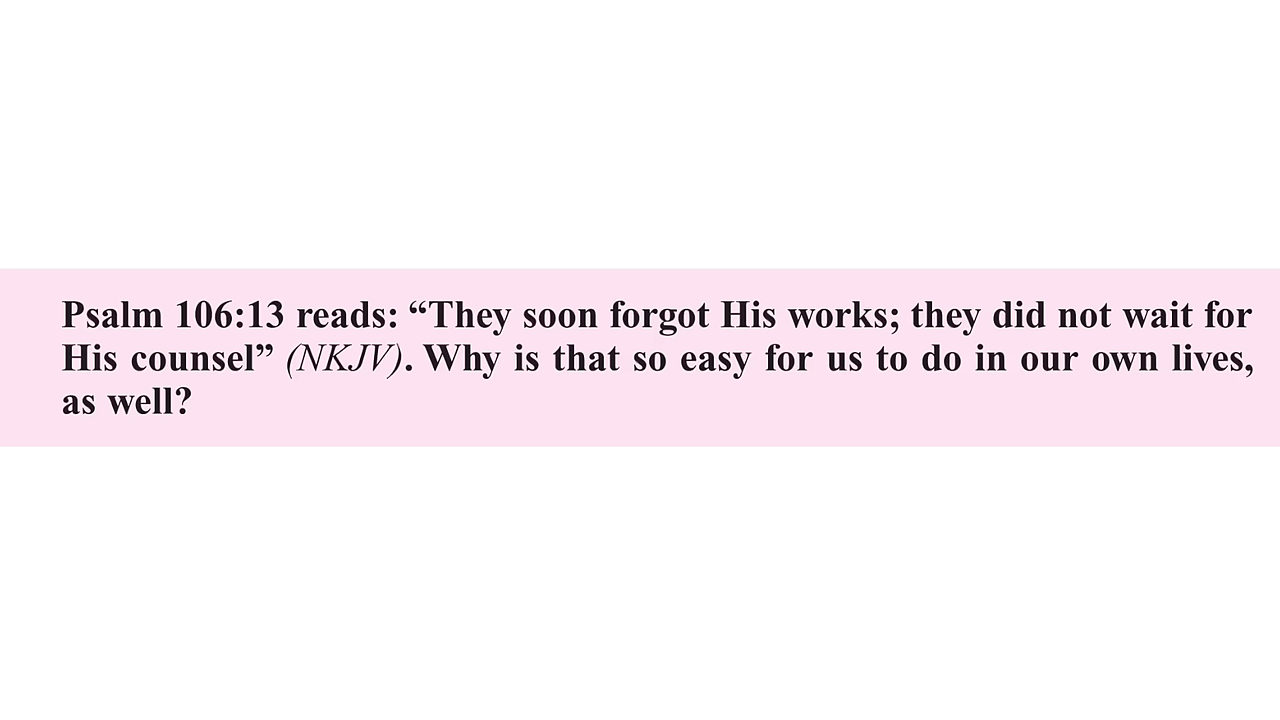 Psalm 106:13 reads: “They soon forgot His works; they did not wait for
His counsel” (NKJV). Why is that so easy for us to do in our own lives,
as well?